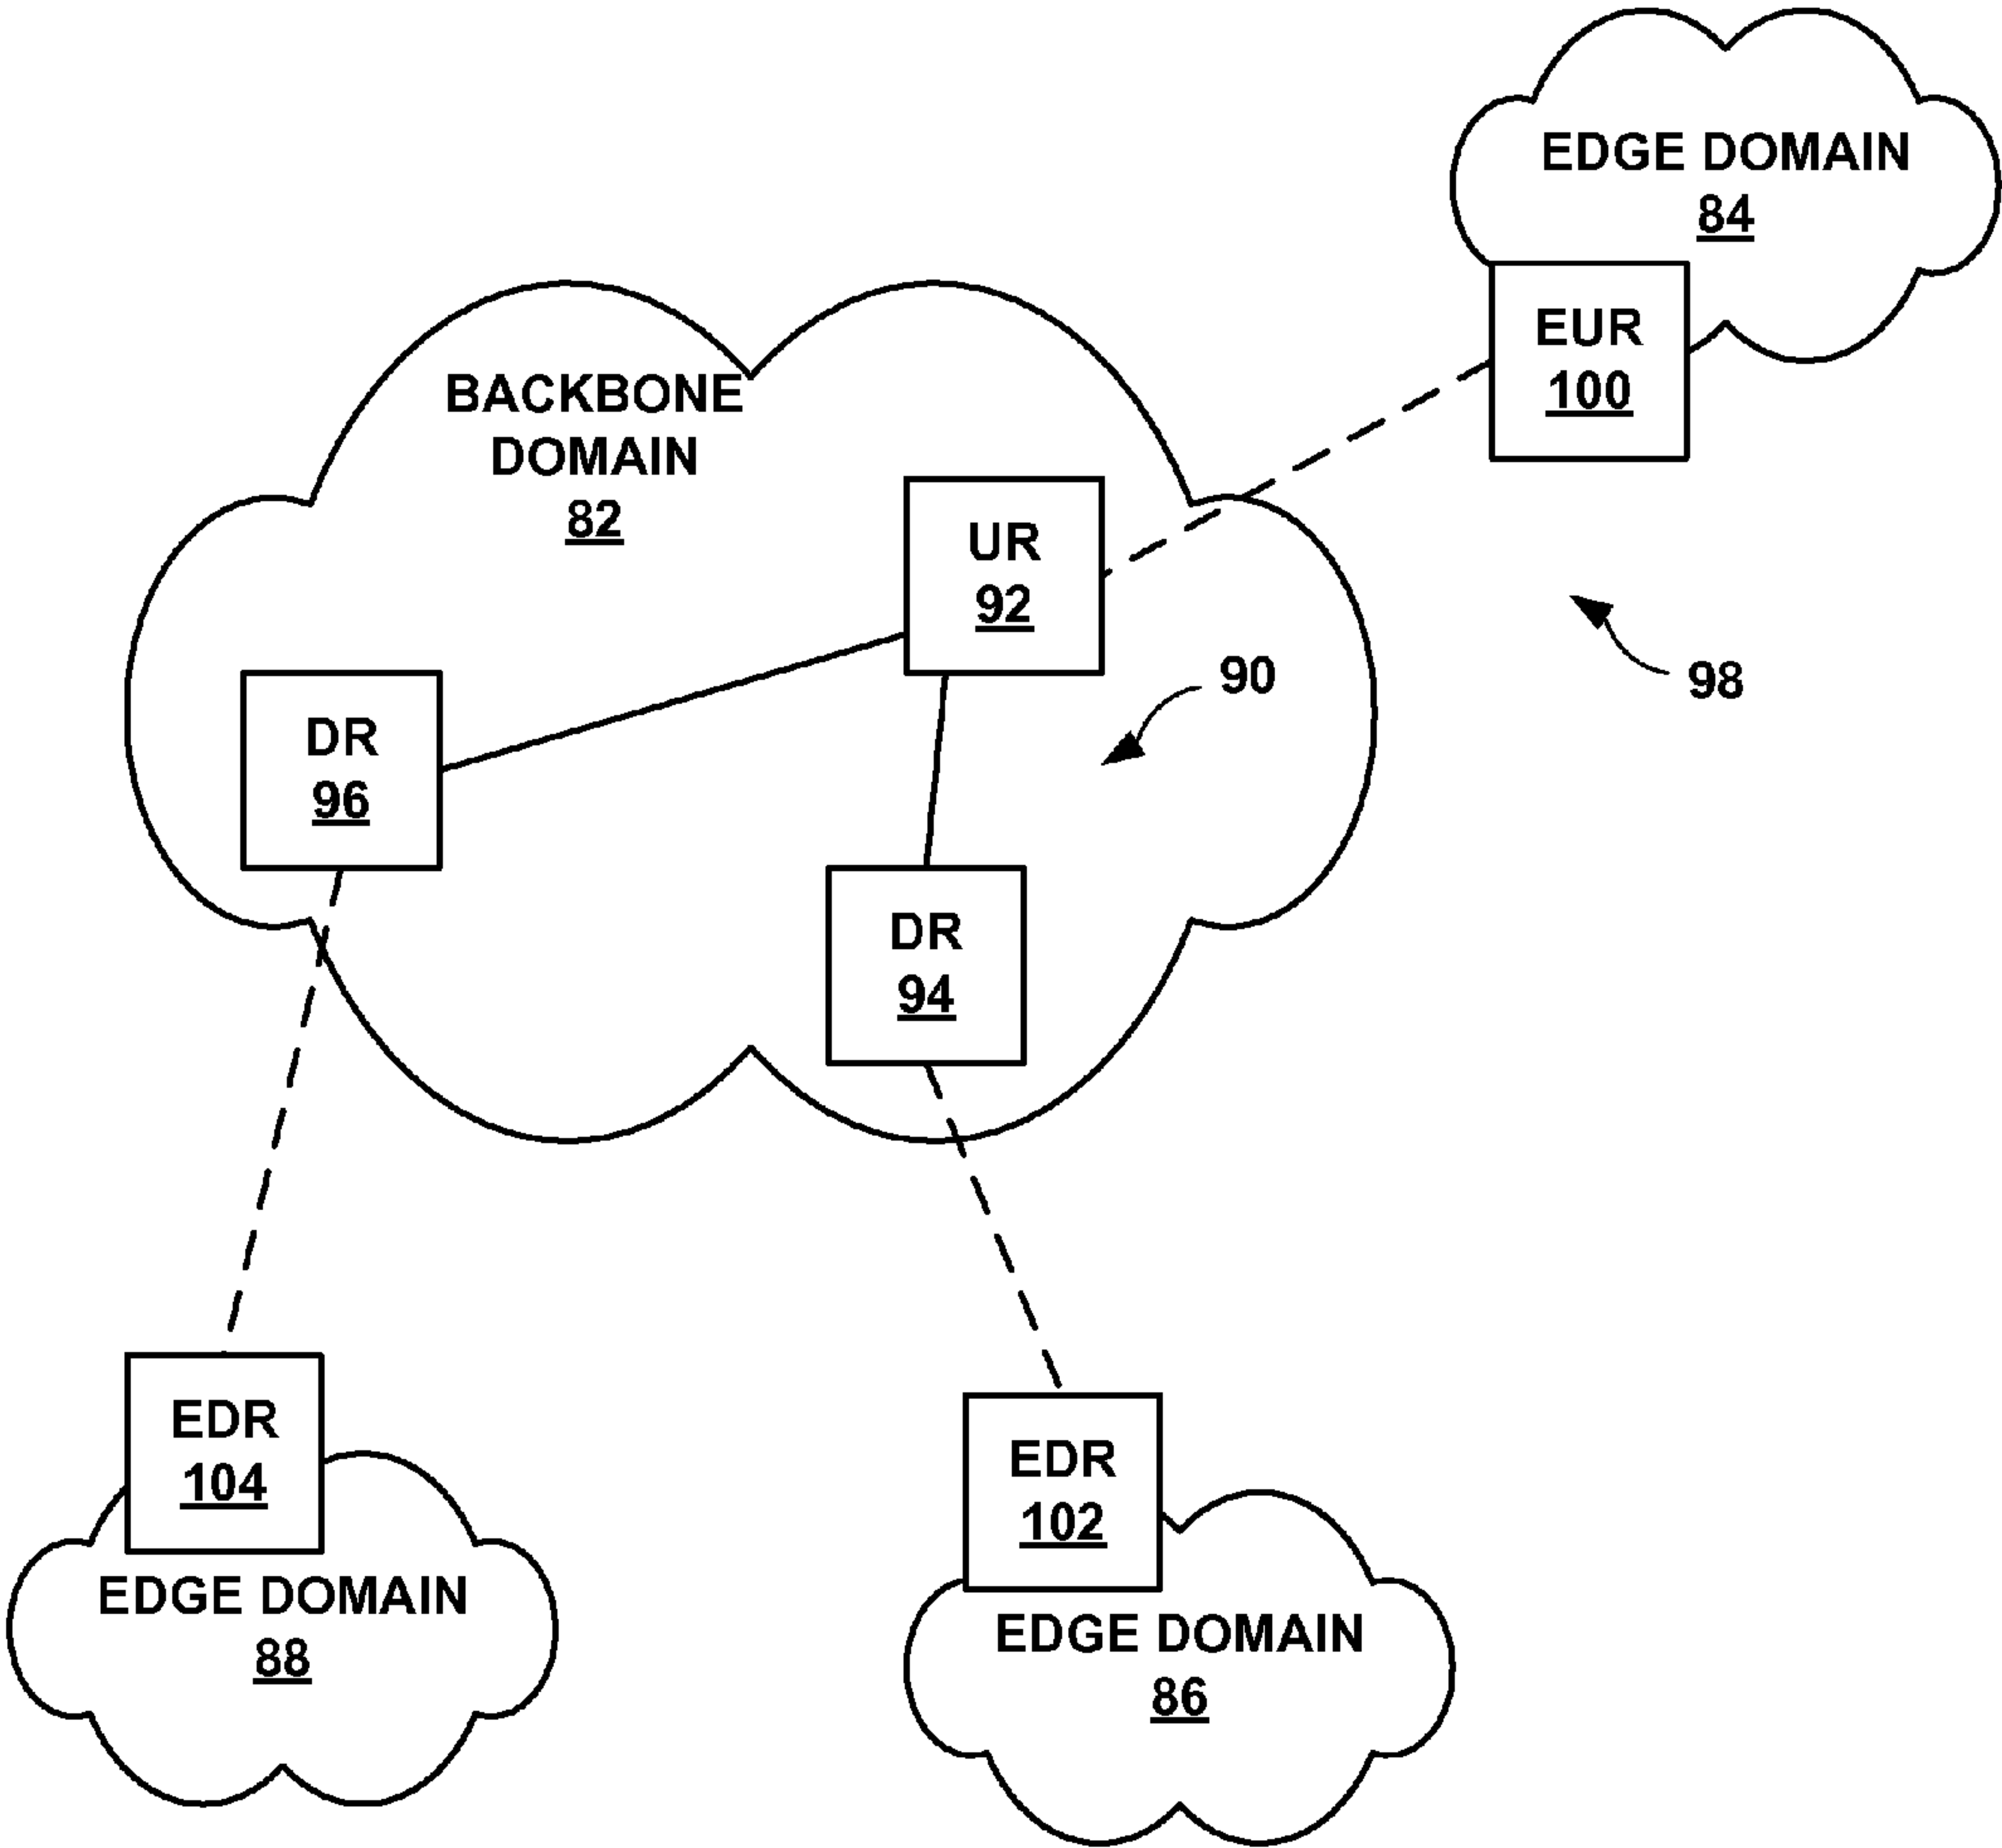 EDGE DOMAIN
84
EUR
100
BACKBONE
DOMAIN
82
UR
92
90
98
DR
96
DR
94
EDR
104
EDGE DOMAIN
88
EDR
102
EDGE DOMAIN
86